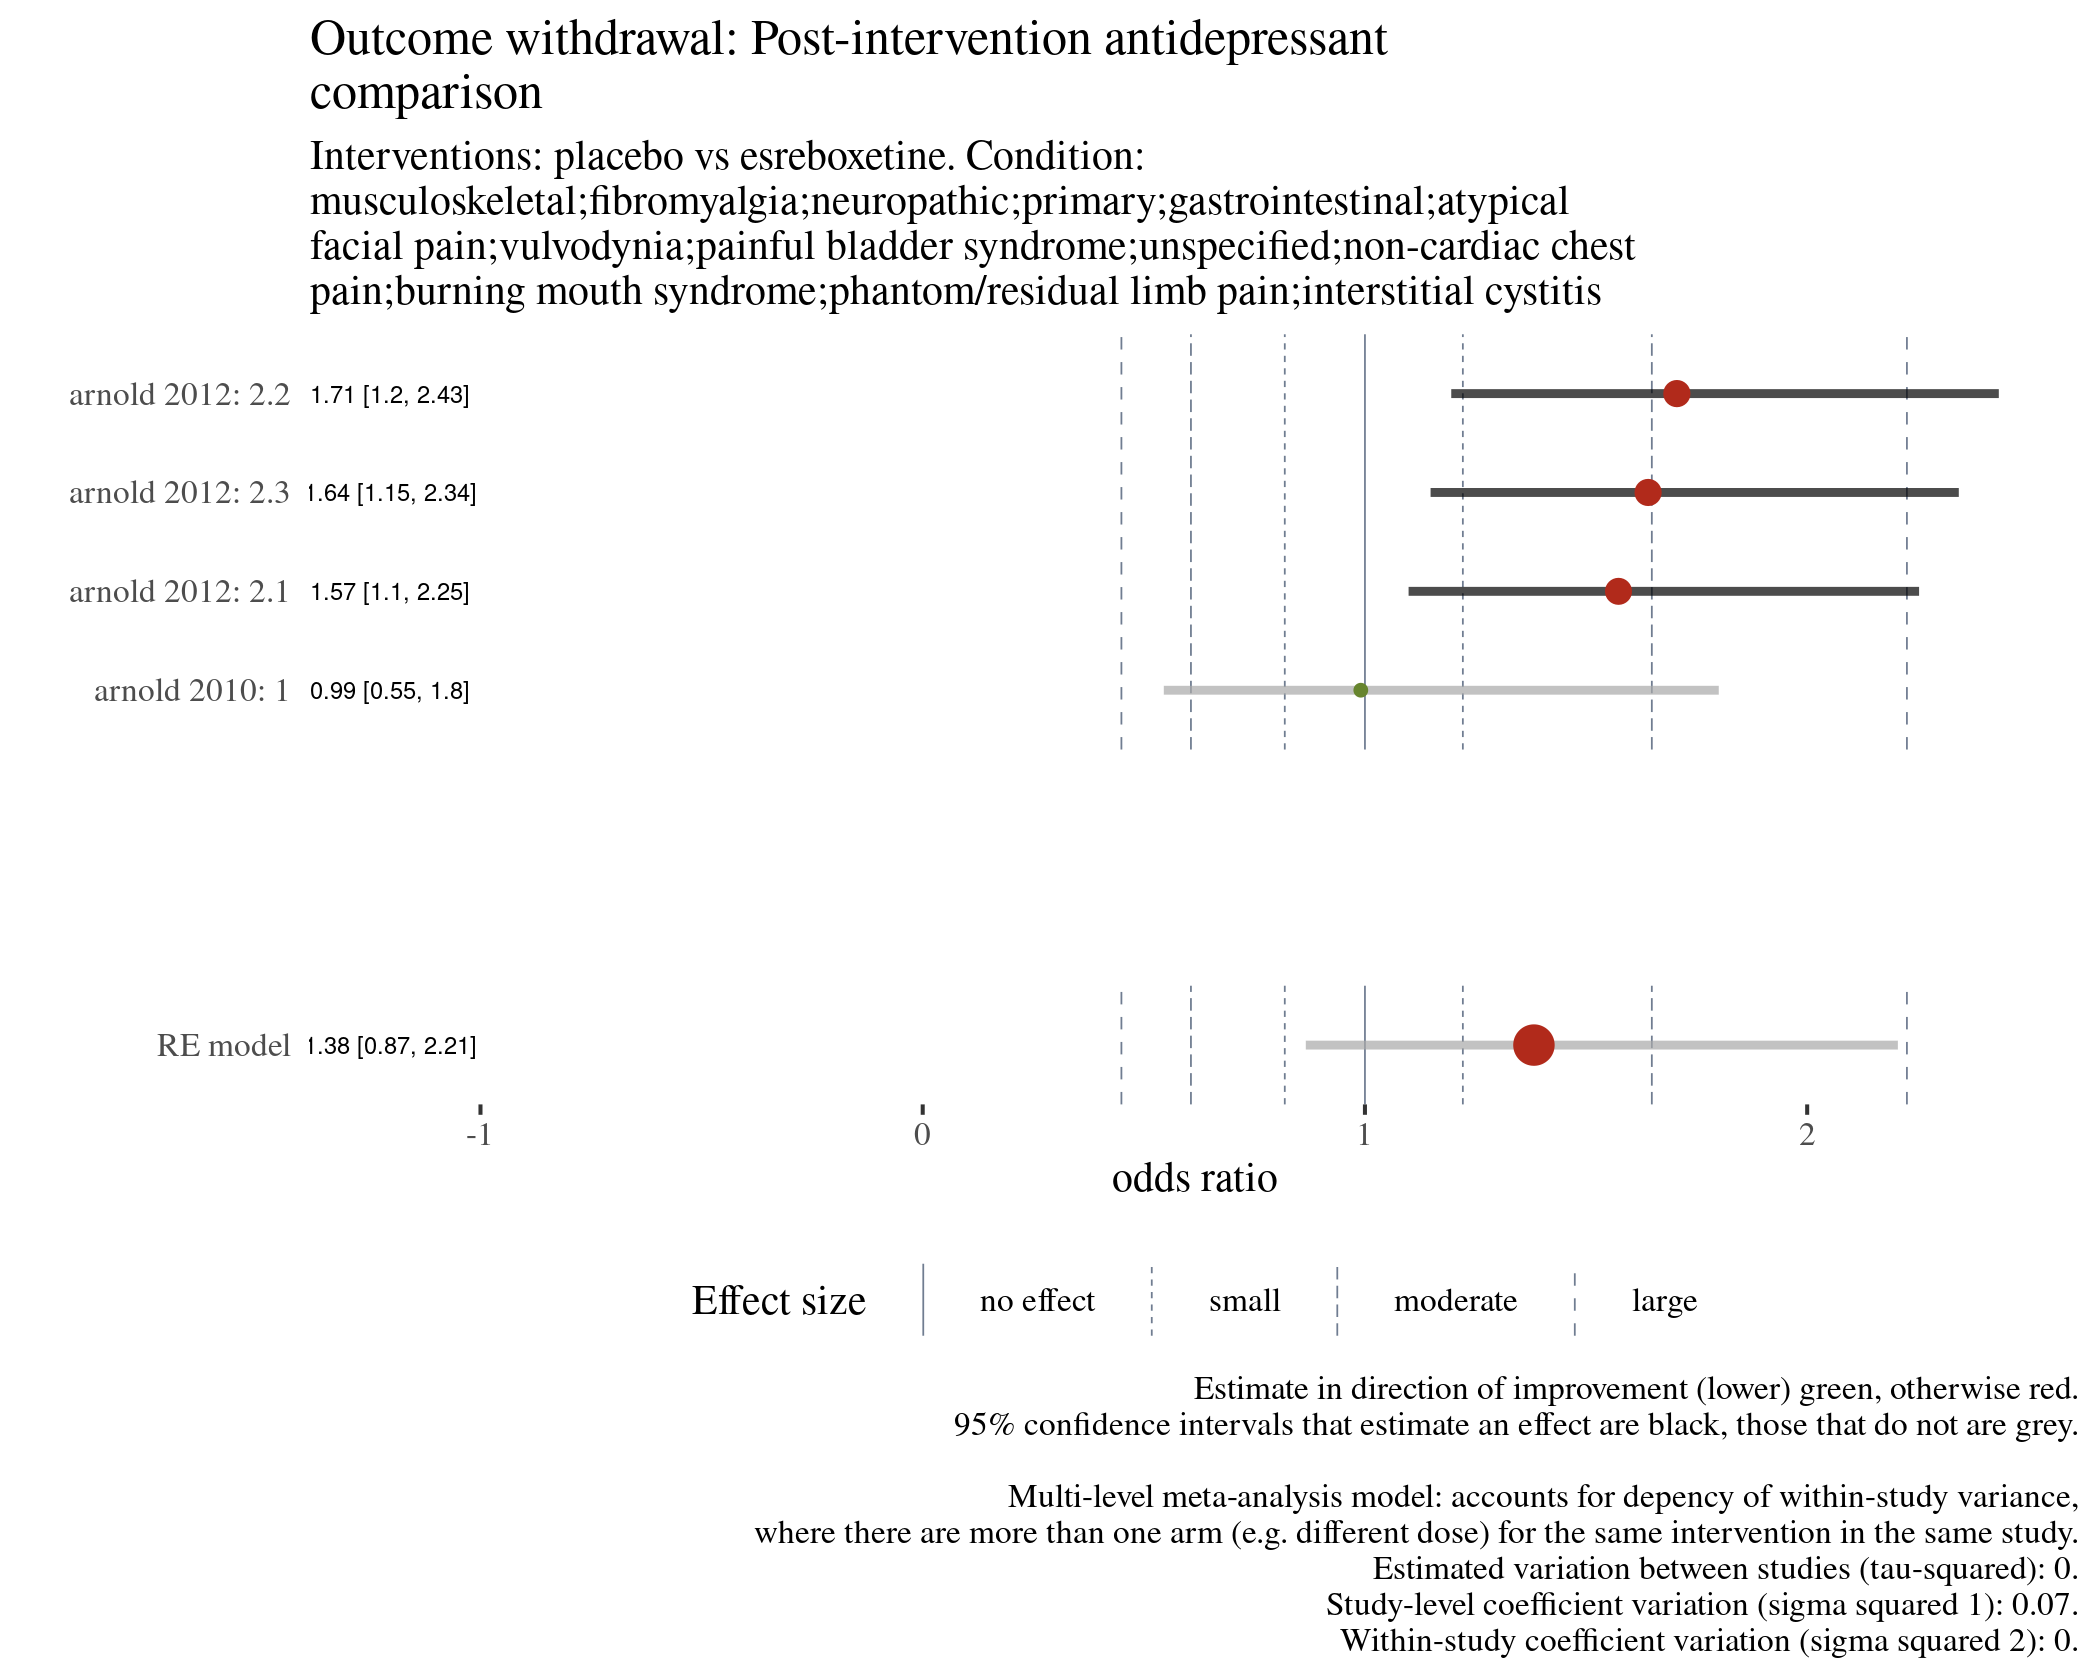 Outcome withdrawal: Post-intervention antidepressant
comparison
Interventions: placebo vs esreboxetine. Condition:
musculoskeletal;fibromyalgia;neuropathic;primary;gastrointestinal;atypical
facial pain;vulvodynia;painful bladder syndrome;unspecified;non-cardiac chest
pain;burning mouth syndrome;phantom/residual limb pain;interstitial cystitis
arnold 2012: 2.2 1.71 [1.2, 2.43]
arnold 2012: 2.3 1.64 [1.15, 2.34]
arnold 2012: 2.1 1.57 [1.1, 2.25]
arnold 2010: 1 0.99 [0.55, 1.8]
RE model 1.38 [0.87, 2.21]
-1 0 1 2
odds ratio
Effect size no effect small moderate large
Estimate in direction of improvement (lower) green, otherwise red.
95% confidence intervals that estimate an effect are black, those that do not are grey.
Multi-level meta-analysis model: accounts for depency of within-study variance,
where there are more than one arm (e.g. different dose) for the same intervention in the same study.
Estimated variation between studies (tau-squared): 0.
Study-level coefficient variation (sigma squared 1): 0.07.
Within-study coefficient variation (sigma squared 2): 0.